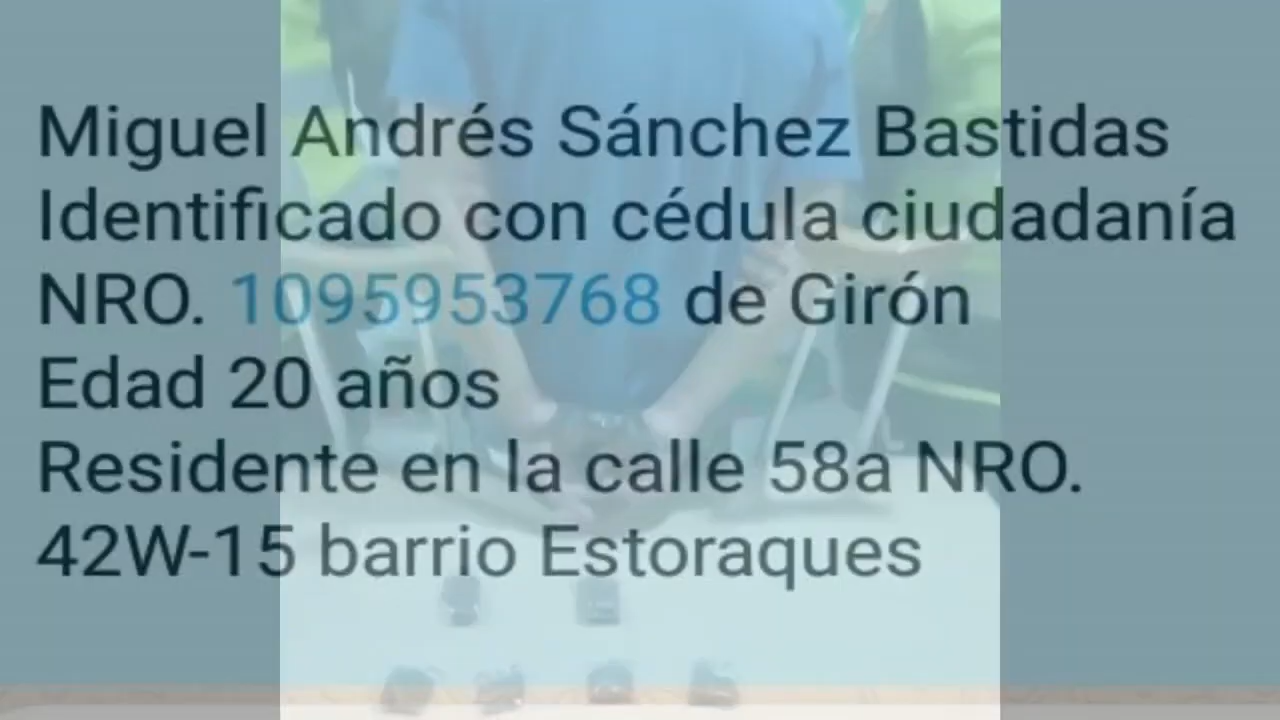 Miguel Andrés Sánchez Bastidas
Identificado con cédula ciudadanía
NRO. 1095953768 de Girón
Edad 20 años
Residente en la calle 58a NRO.
42W-15 barrio Estoraques